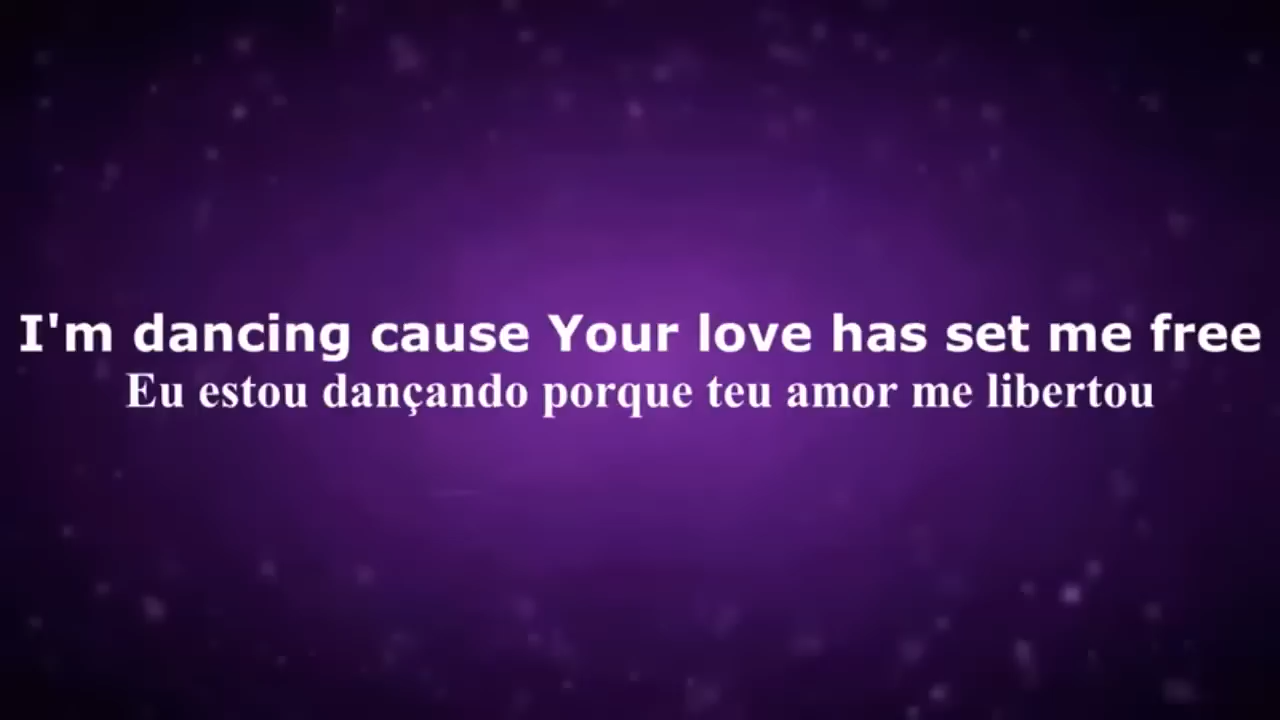 I'm dancing cause Your love has set me free
Eu estou dançando porque teu amor me libertou